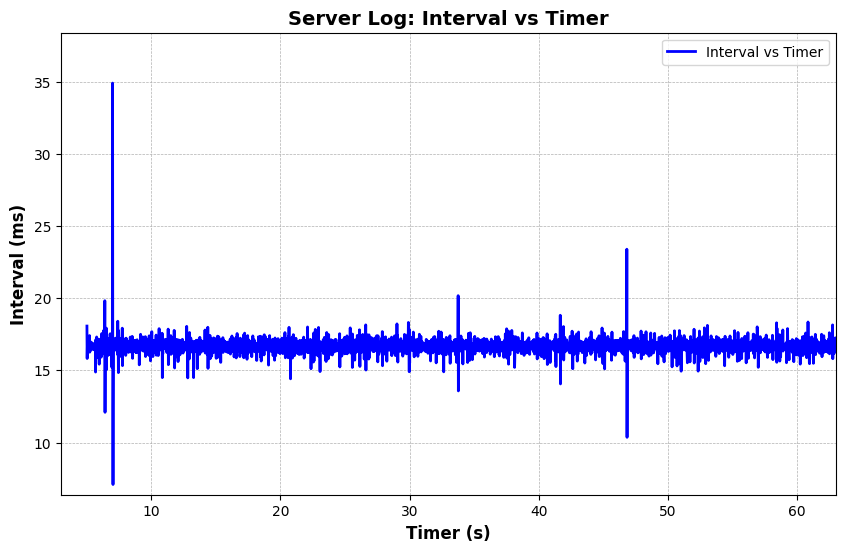 Server Log: Interval vs Timer
Interval vs Timer
Interval (ms)
35
30
25
20
15
10
10 20 30 40 50 60
Timer (s)